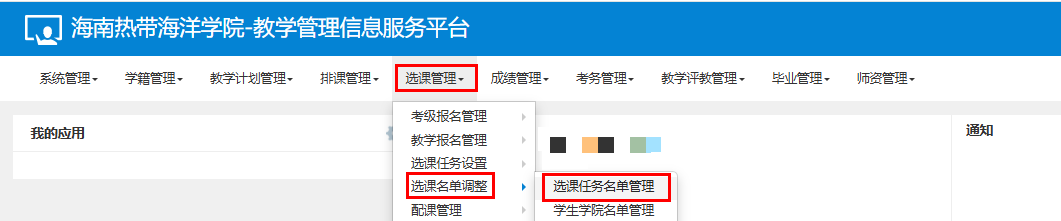 海南热带海洋学院-教学管理信息服务平台
系统管理 学籍管理 教学计划管理 排课管理 选课管理 成绩管理 考务管理 教学评教管理 毕业管理 师资管理
我的应用
通知
考级报名管理
教学报名管理
选课任务设置
选课名单调整
选课任务名单管理
配课管理
学生学院名单管理